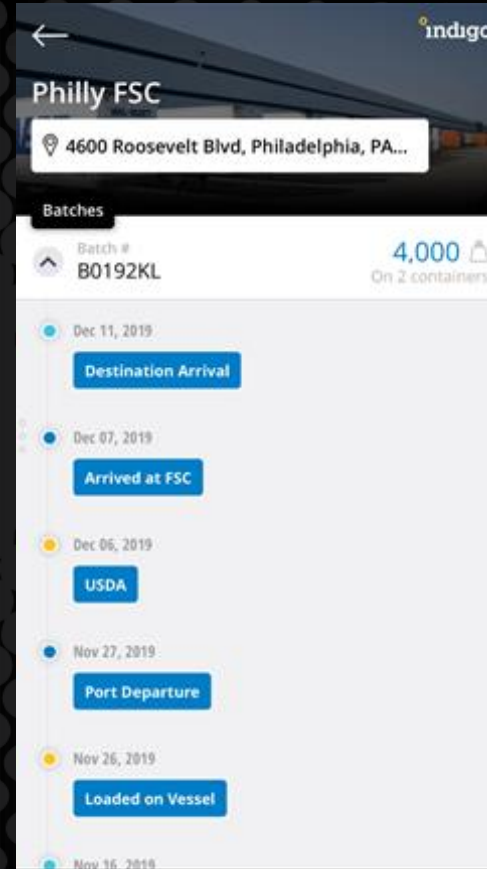 indigo
Philly FSC
4600 Roosevelt Blvd, Philadelphia, PA...
Batches
Batch #
B0192KL
4,000
On 2 containers
Dec 11, 2019
Destination Arrival
Dec 07, 2019
Arrived at FSC
Dec 06, 2019
USDA
Nov 27, 2019
Port Departure
Nov 26, 2019
Loaded on Vessel
Nov 16, 2019